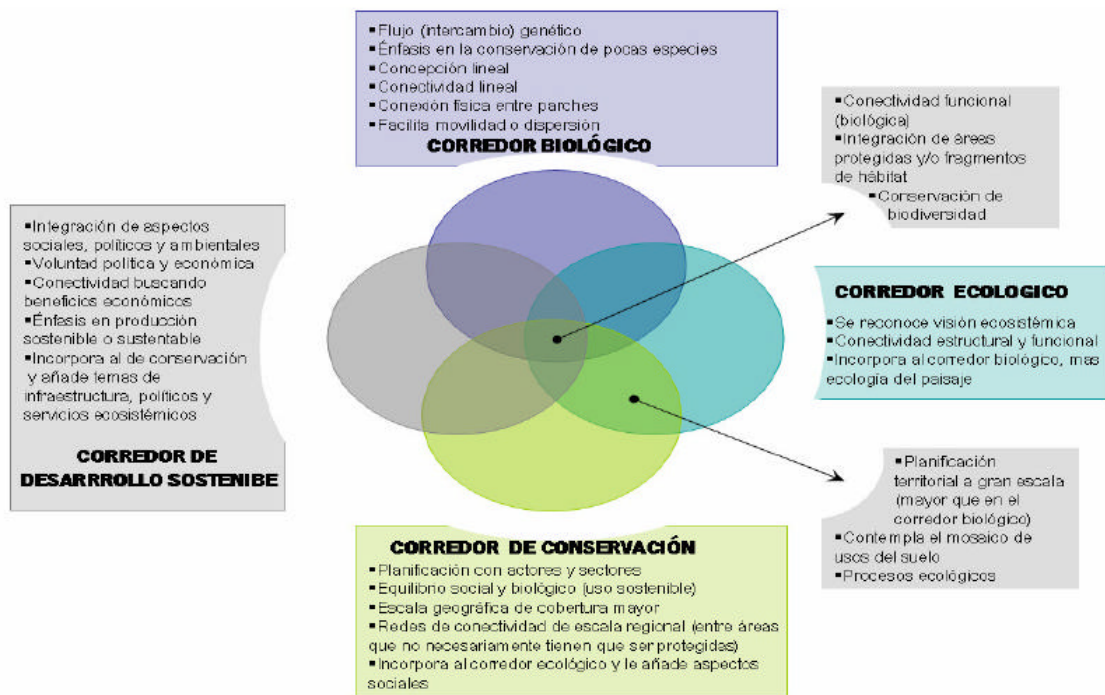 ▪Flujo (intercambio) genético
▪Énfasis en la conservación de pocas especies
▪Concepción lineal
▪Conectividad lineal
▪Conexión física entre parches
▪Facilita movilidad o dispersión
CORREDOR BIOLÓGICO
▪Conectividad funcional
(biológica)
▪Integración de áreas
protegidas y/o fragmentos
de hábitat
▪Conservación de
biodiversidad
▪Integración de aspectos
sociales, políticos y ambientales
▪Voluntad política y económica
▪Conectividad buscando
beneficios económicos
▪Énfasis en producción
sostenible o sustentable
▪Incorpora al de conservación
y añade temas de
infraestructura, políticos y
servicios ecosistémicos
CORREDOR DE
DESARRROLLO SOSTENIBE
CORREDOR ECOLOGICO
▪Se reconoce visión ecosistémica
▪Conectividad estructural y funcional
▪Incorpora al corredor biológico, mas
ecología del paisaje
▪Planificación
territorial a gran escala
(mayor que en el
corredor biológico)
▪Contempla el mosaico de
usos del suelo
▪Procesos ecológicos
CORREDOR DE CONSERVACIÓN
▪Planificación con actores y sectores
▪Equilibrio social y biológico (uso sostenible)
▪Escala geográfica de cobertura mayor
▪Redes de conectividad de escala regional (entre áreas
que no necesariamente tienen que ser protegidas)
▪Incorpora al corredor ecológico y le añade aspectos
sociales